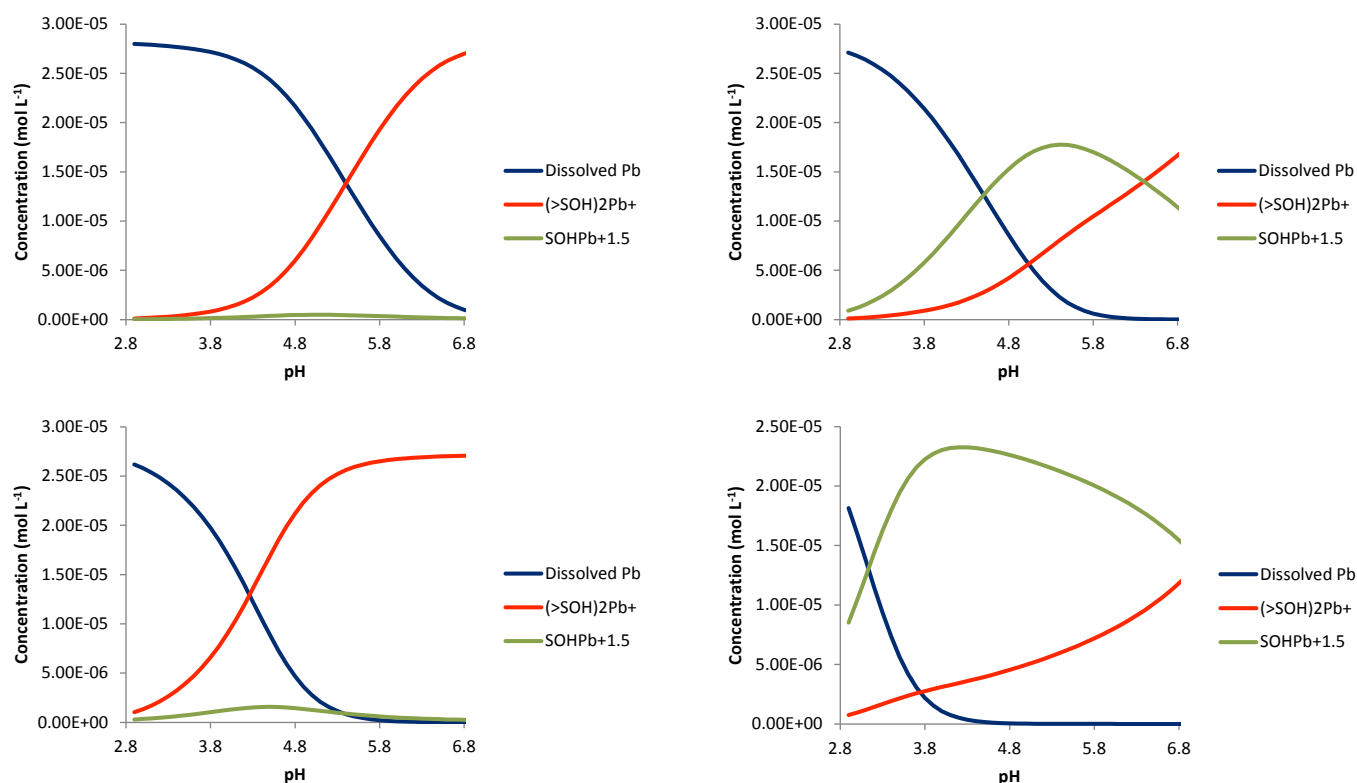 3.00E-05
2.50E-05
2.00E-05
1.50E-05
1.00E-05
5.00E-06
0.00E+00
Concentration (mol L-1)
2.8 3.8 4.8 5.8 6.8
pH
Dissolved Pb
(>SOH)2Pb+
SOHPb+1.5
3.00E-05
2.50E-05
2.00E-05
1.50E-05
1.00E-05
5.00E-06
0.00E+00
Concentration (mol L-1)
2.8 3.8 4.8 5.8 6.8
pH
Dissolved Pb
(>SOH)2Pb+
SOHPb+1.5
3.00E-05
2.50E-05
2.00E-05
1.50E-05
1.00E-05
5.00E-06
0.00E+00
Concentration (mol L-1)
2.8 3.8 4.8 5.8 6.8
pH
Dissolved Pb
(>SOH)2Pb+
SOHPb+1.5
2.50E-05
2.00E-05
1.50E-05
1.00E-05
5.00E-06
0.00E+00
Concentration (mol L-1)
2.8 3.8 4.8 5.8 6.8
pH
Dissolved Pb
(>SOH)2Pb+
SOHPb+1.5